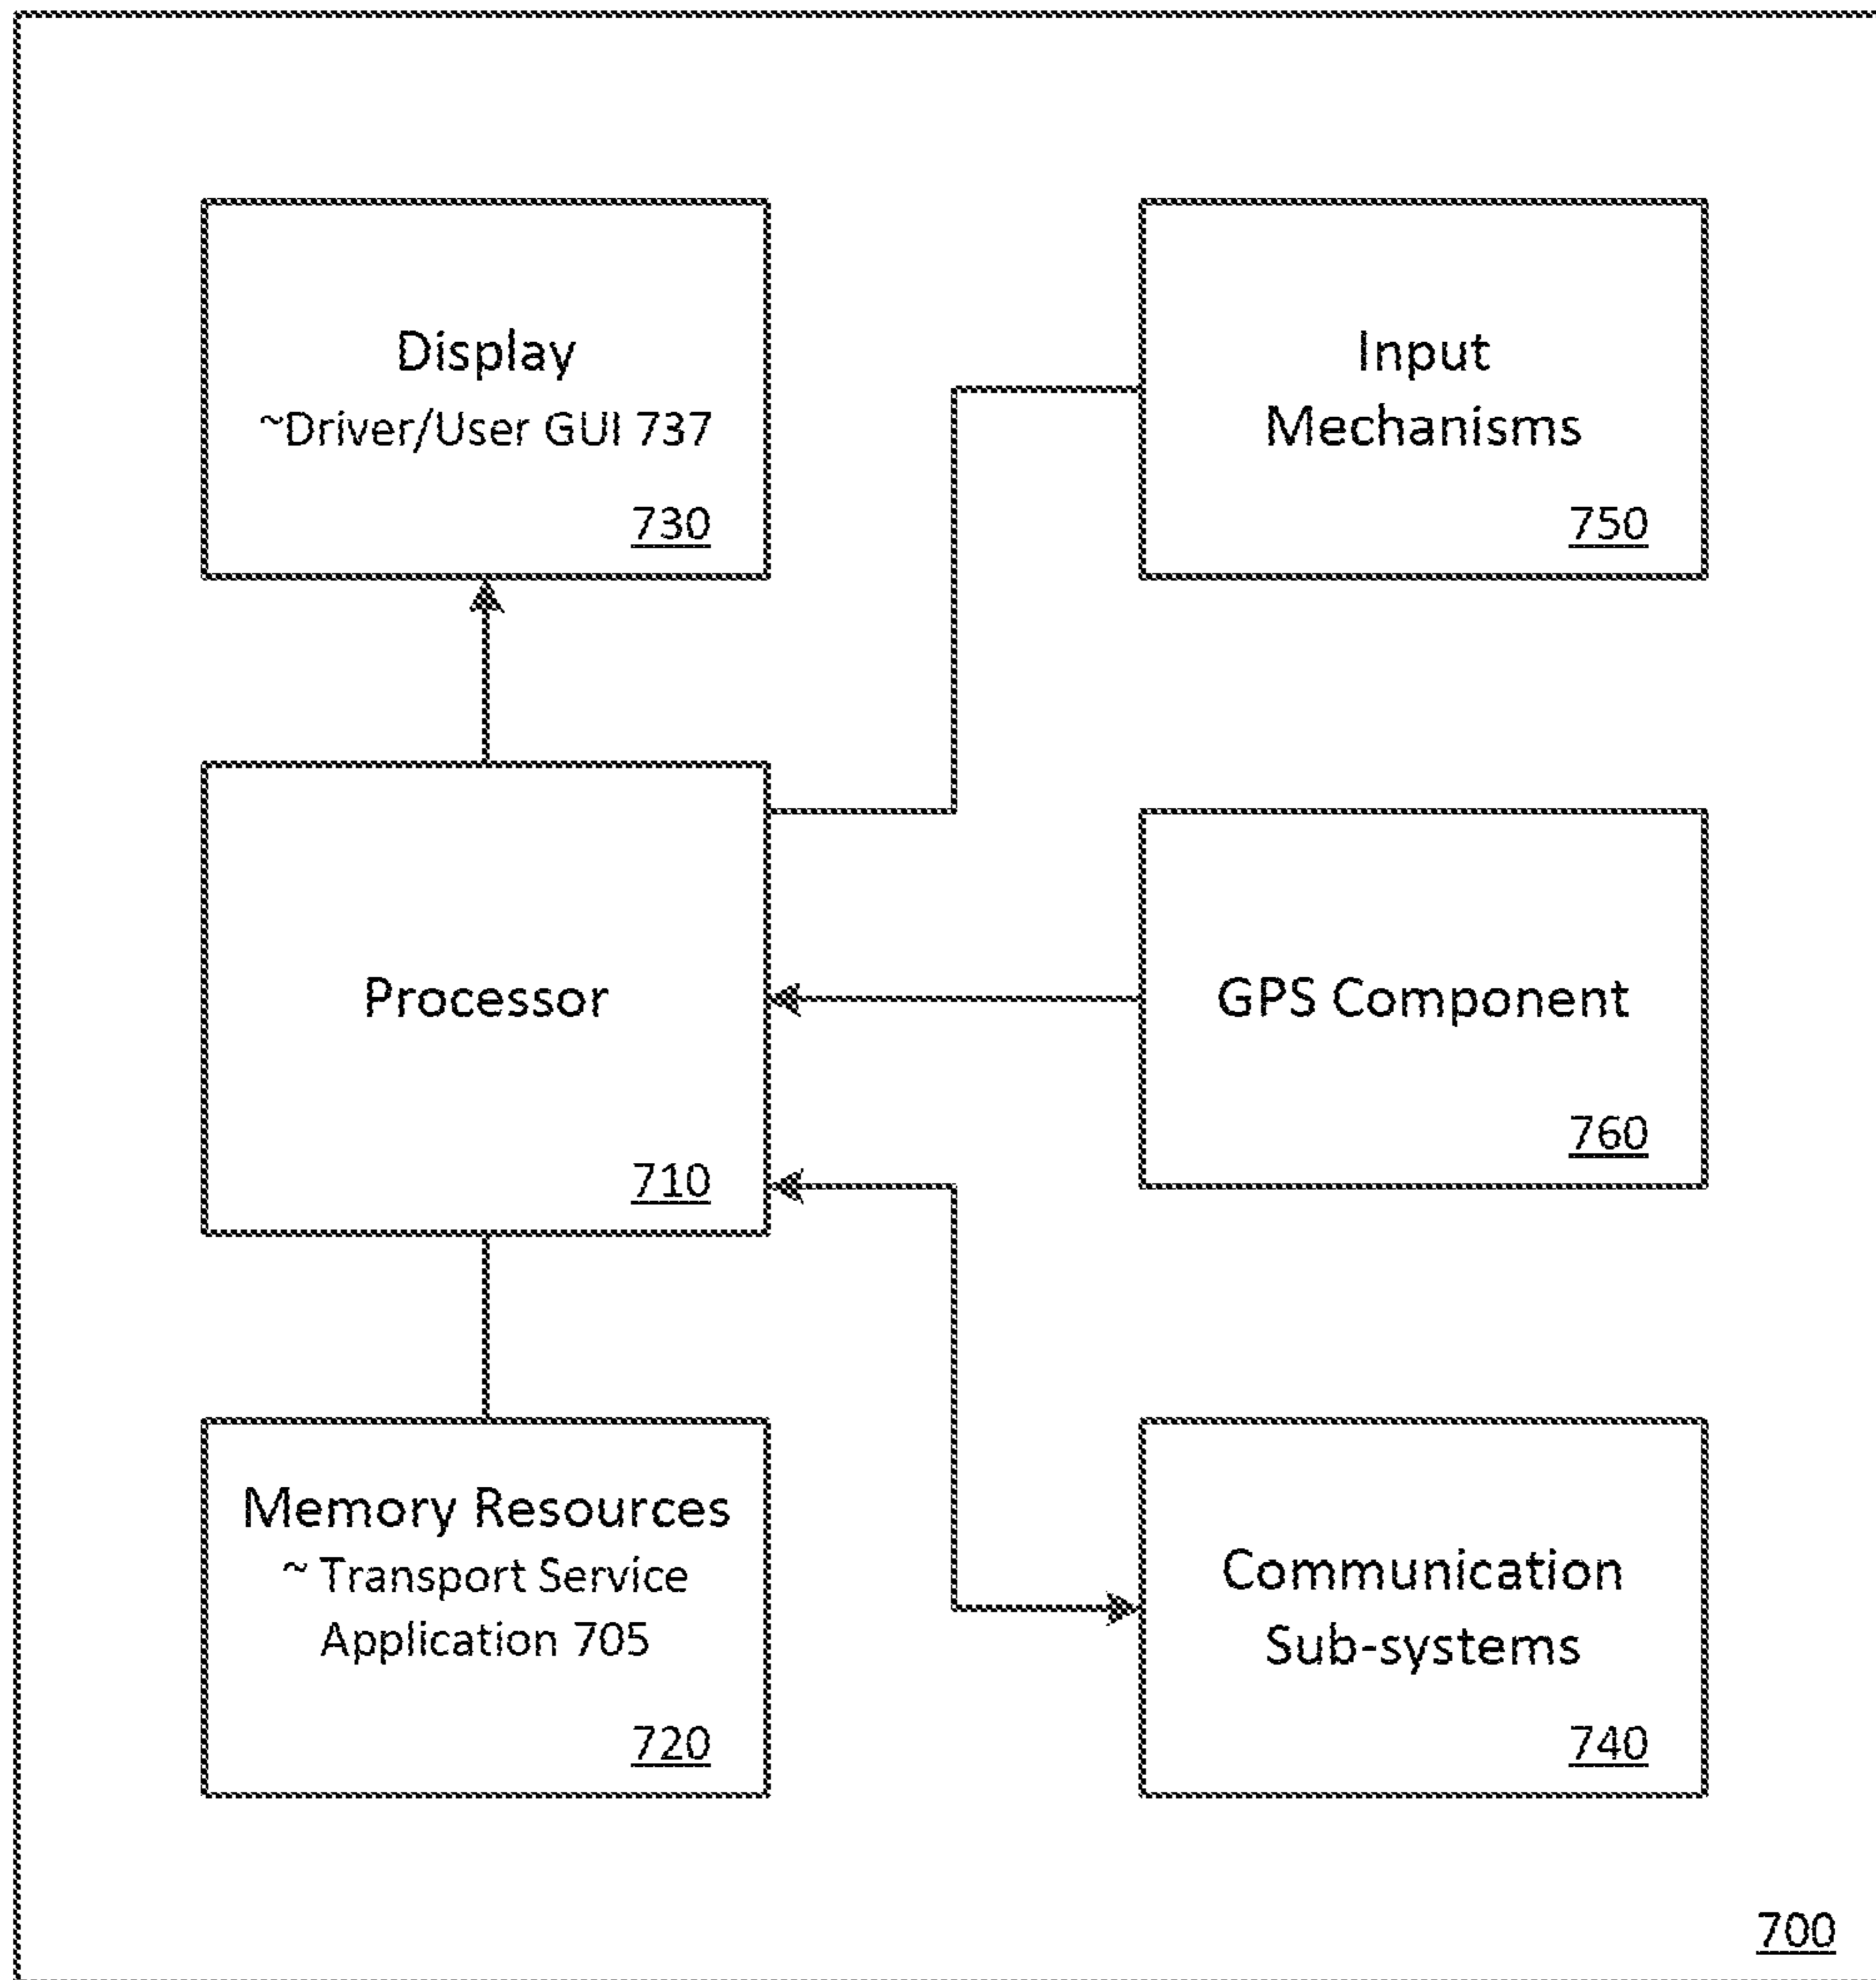 Display
~Driver/User GUI 737
730
Input
Mechanisms
750
Processor
710
GPS Component
760
Memory Resources
~ Transport Service
Application 705
720
Communication
Sub-systems
740
700